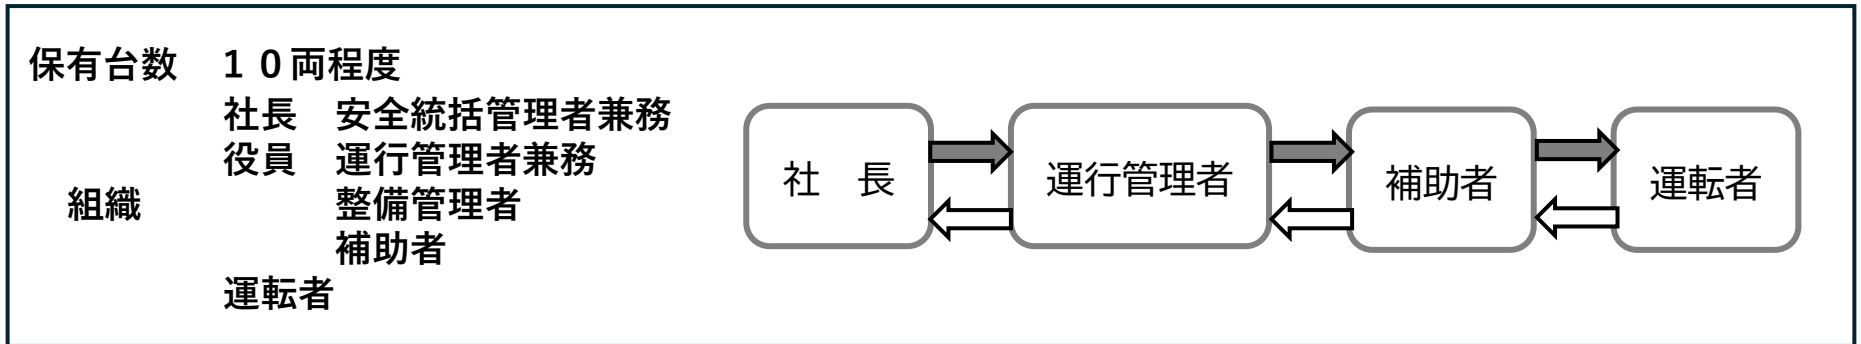 保有台数　１０両程度
社長　安全統括管理者兼務
役員　運行管理者兼務
組織　整備管理者
補助者
運転者
社　長
運行管理者
補助者
運転者